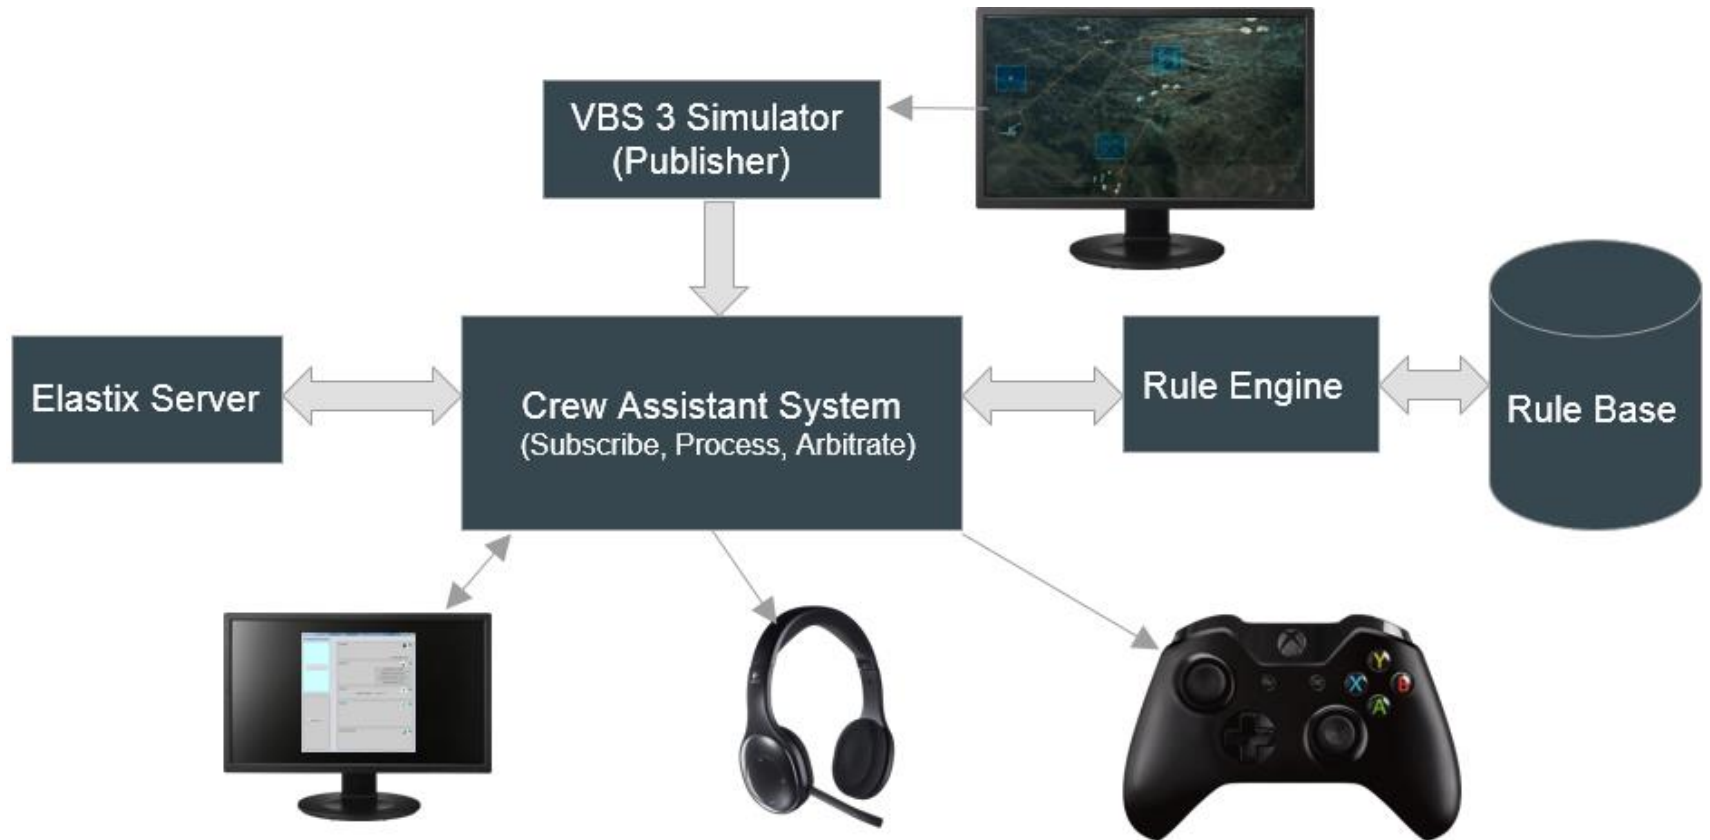 VBS 3 Simulator
(Publisher)
Elastix Server
Crew Assistant System
(Subscribe, Process, Arbitrate)
Rule Engine
Rule Base
Y
X
B
A